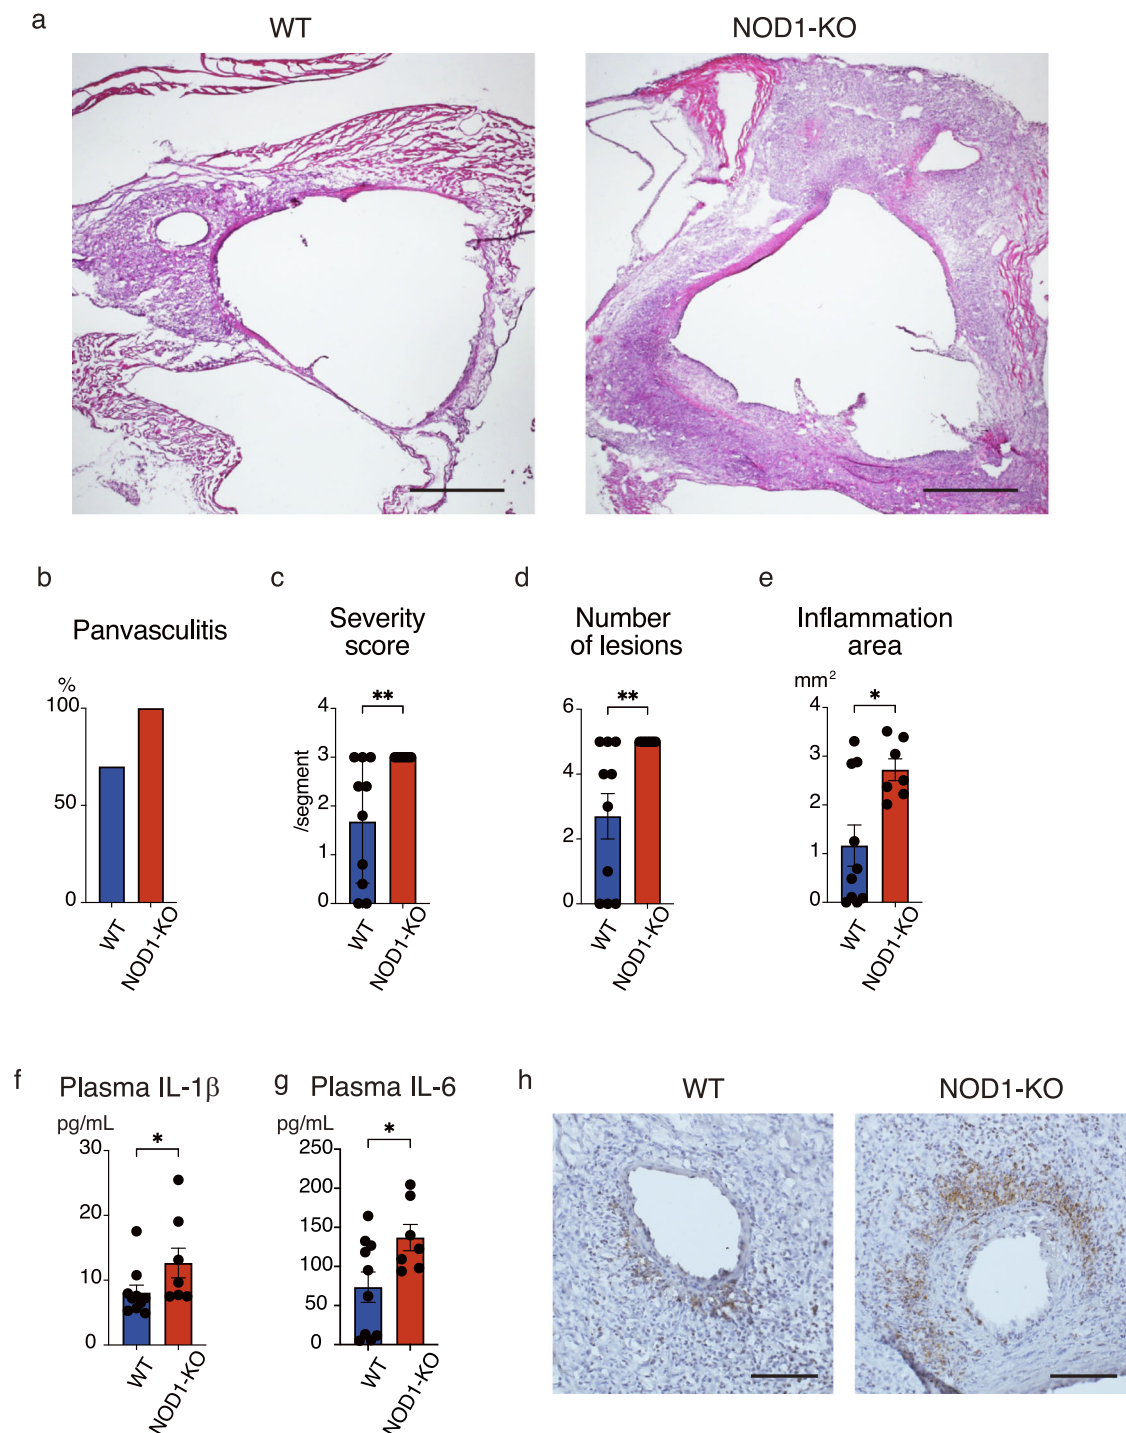 a
WT
NOD1-KO
b
Panvasculitis
%
100
50
0
WT
NOD1-KO
c
Severity
score
**
/segment
4
3
2
1
0
WT
NOD1-KO
d
Number
of lesions
**
6
4
2
0
WT
NOD1-KO
e
Inflammation
area
mm²
*
4
3
2
1
0
WT
NOD1-KO
f
Plasma IL-1β
pg/mL
*
30
20
10
0
WT
NOD1-KO
g
Plasma IL-6
pg/mL
*
250
200
150
100
50
0
WT
NOD1-KO
h
WT
NOD1-KO